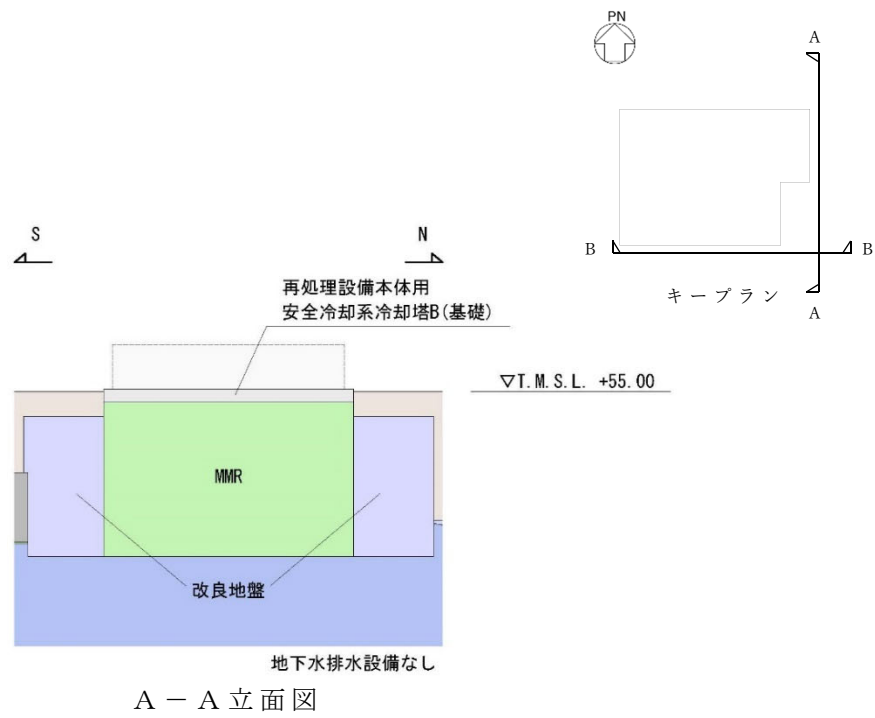 PN
A
B
B
キープラン
A
S
N
再処理設備本体用
安全冷却系冷却塔B(基礎)
▽T.M.S.L. +55.00
MMR
改良地盤
地下水排水設備なし
A－A立面図